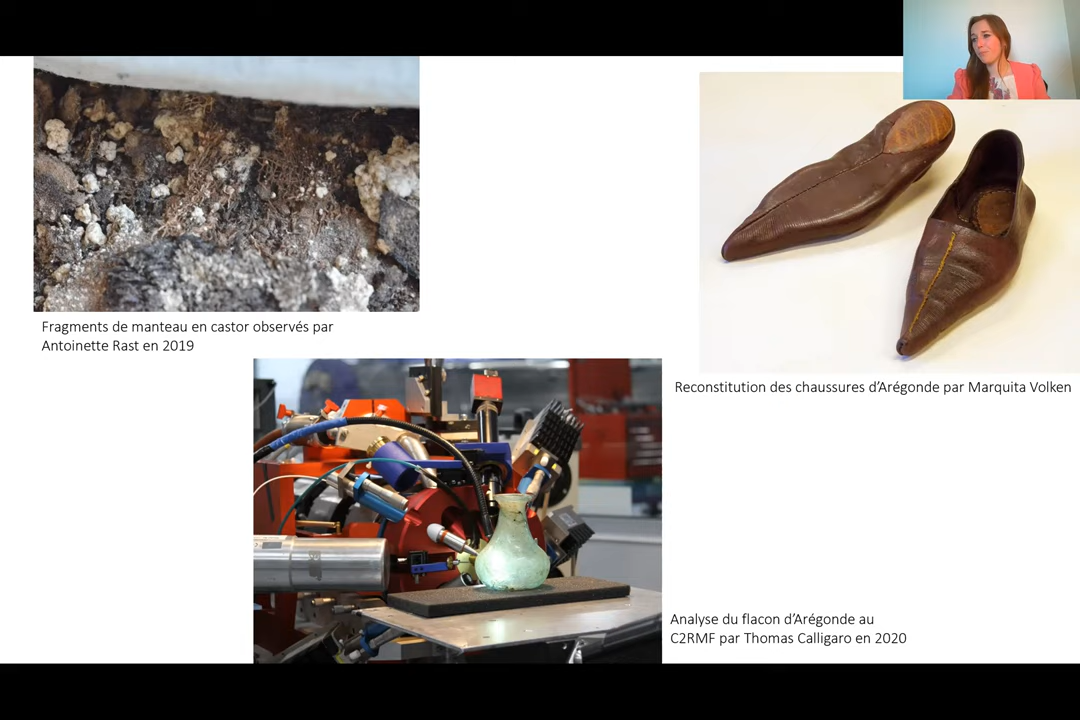 Fragments de manteau en castor observés par
Antoinette Rast en 2019
Reconstitution des chaussures d’Arégonde par Marquita Volken
Analyse du flacon d’Arégonde au
C2RMF par Thomas Calligaro en 2020